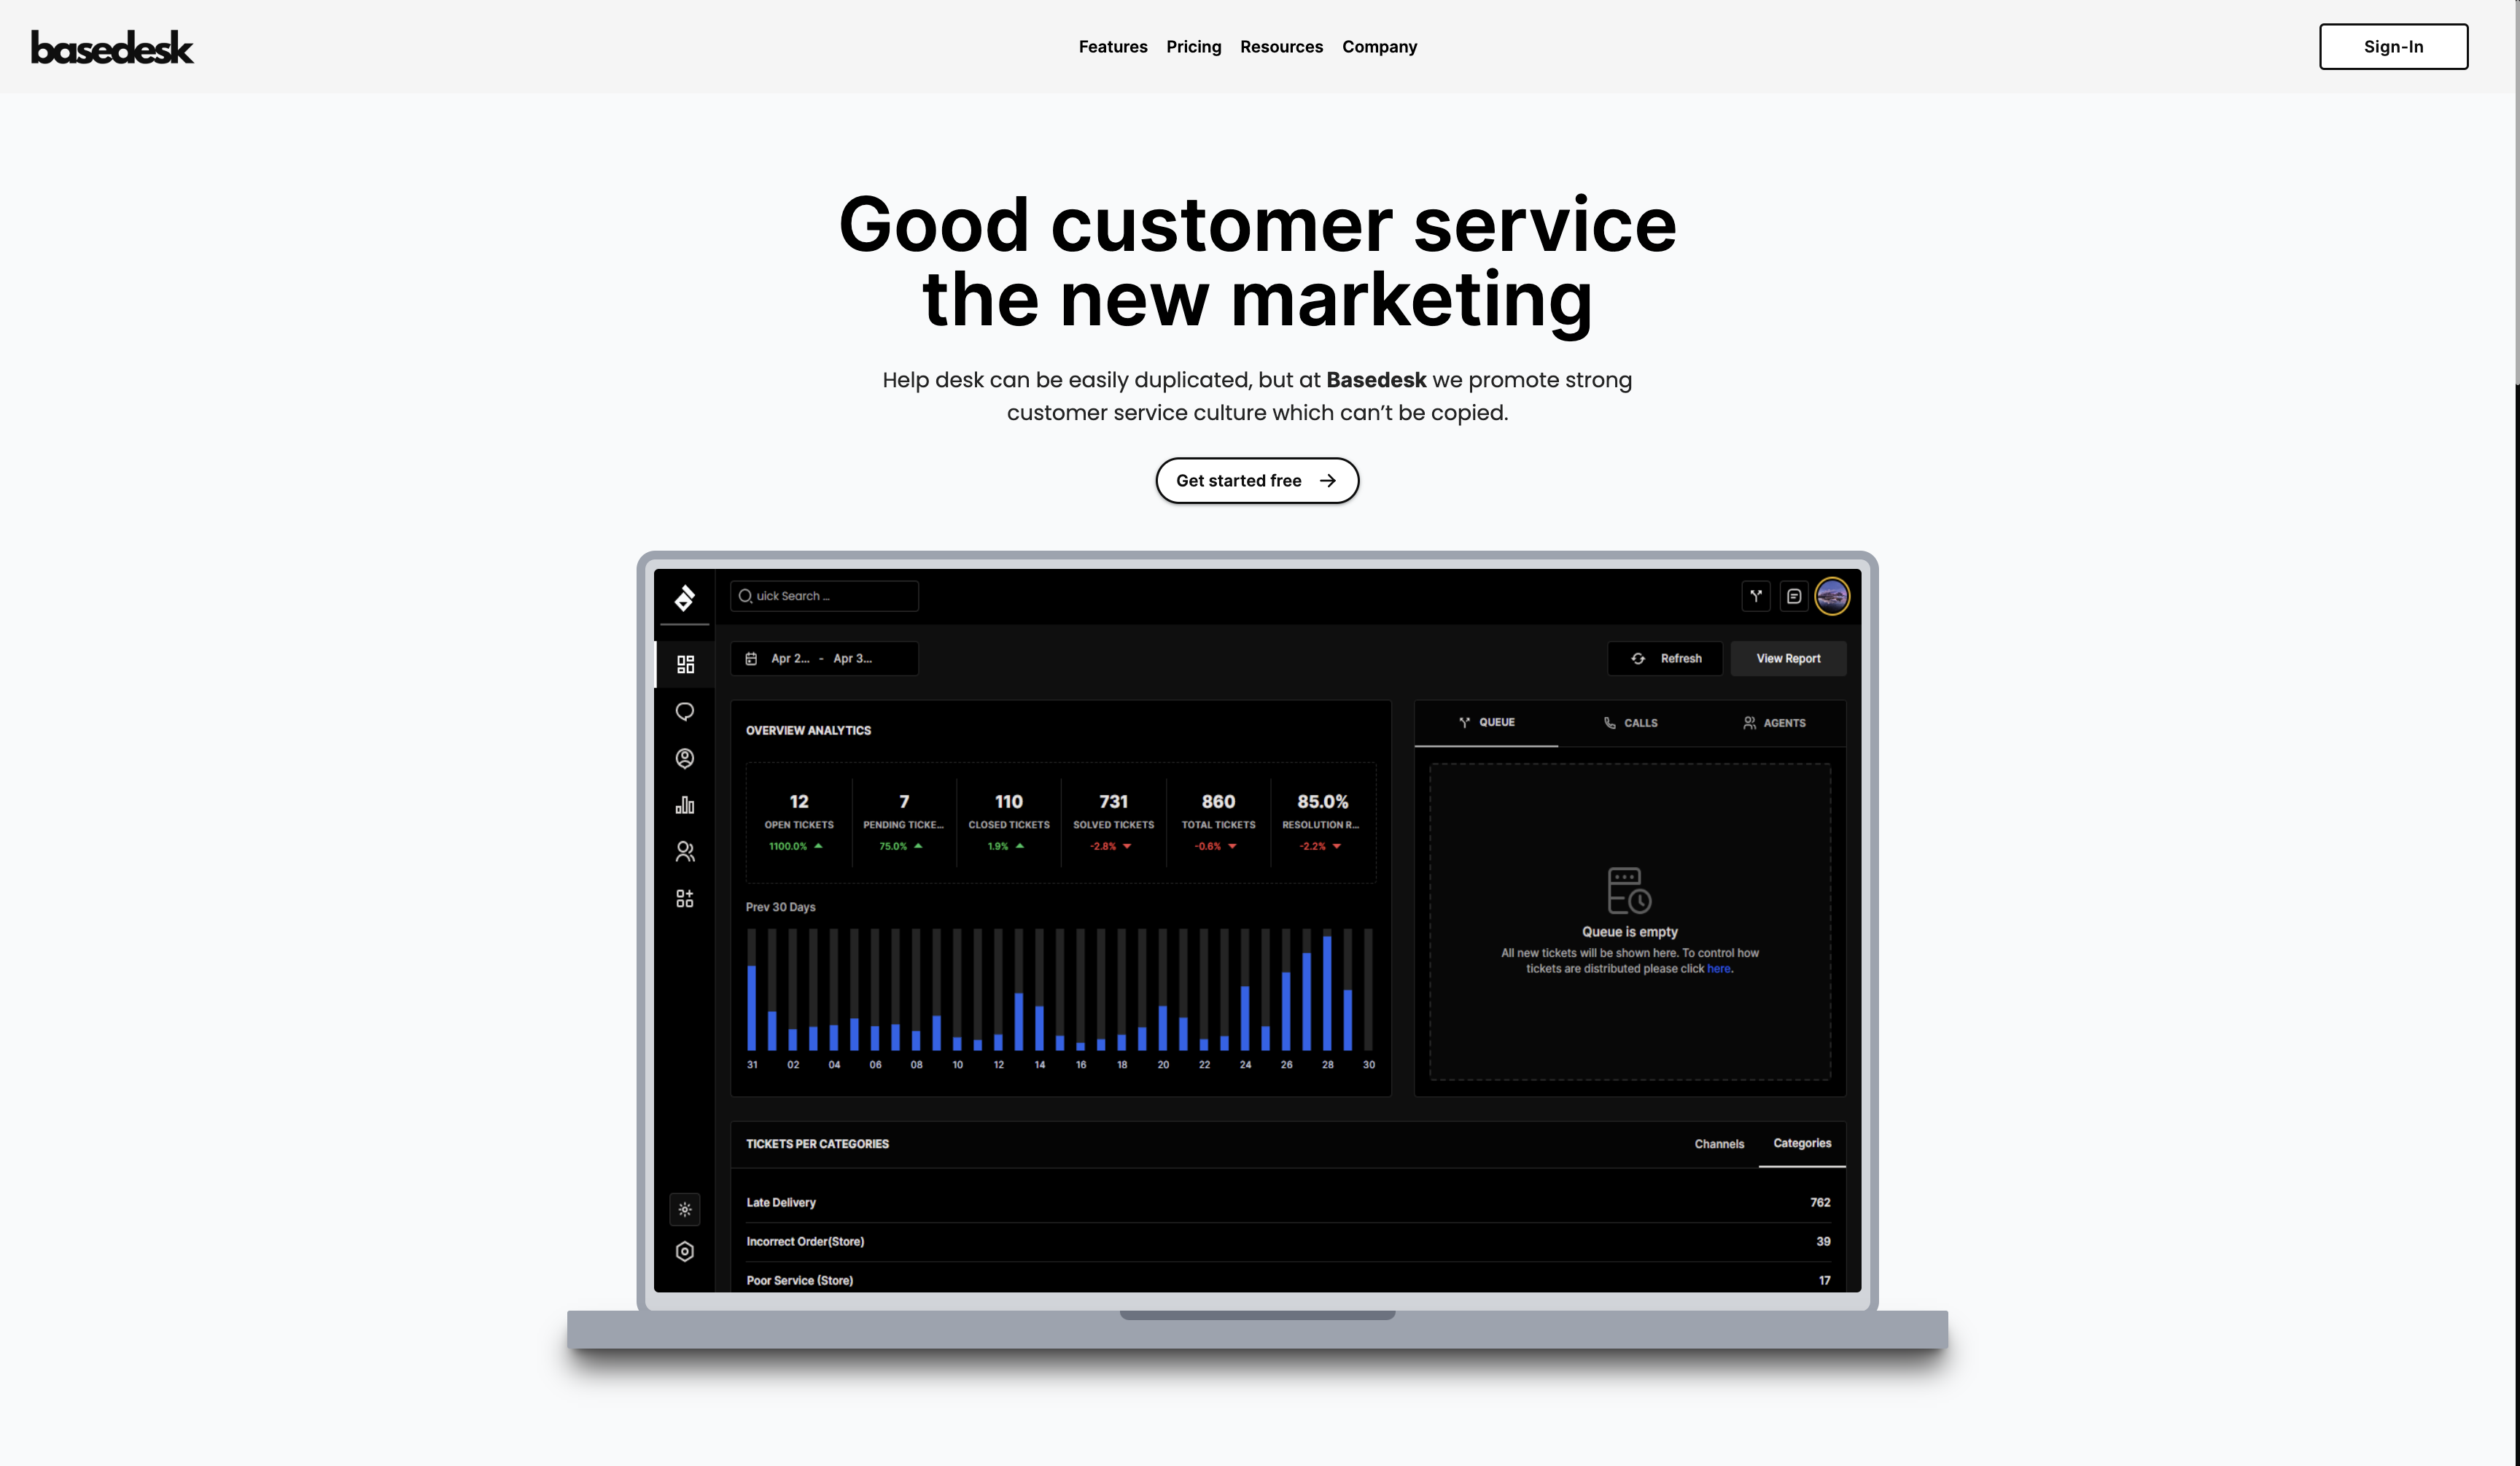 basedesk
Features Pricing Resources Company
Sign-In
Good customer service
the new marketing
Help desk can be easily duplicated, but at Basedesk we promote strong
customer service culture which can’t be copied.
Get started free
uick Search ...
Apr 2... - Apr 3...
Refresh
View Report
OVERVIEW ANALYTICS
12 7 110 731 860 85.0%
OPEN TICKETS PENDING TICKE... CLOSED TICKETS SOLVED TICKETS TOTAL TICKETS RESOLUTION R...
1100.0% 75.0% 1.9% -2.8% -0.6% -2.2%
Prev 30 Days
31 02 04 06 08 10 12 14 16 18 20 22 24 26 28 30
QUEUE CALLS AGENTS
Queue is empty
All new tickets will be shown here. To control how
tickets are distributed please click here.
TICKETS PER CATEGORIES
Channels Categories
Late Delivery 762
Incorrect Order(Store) 39
Poor Service (Store) 17